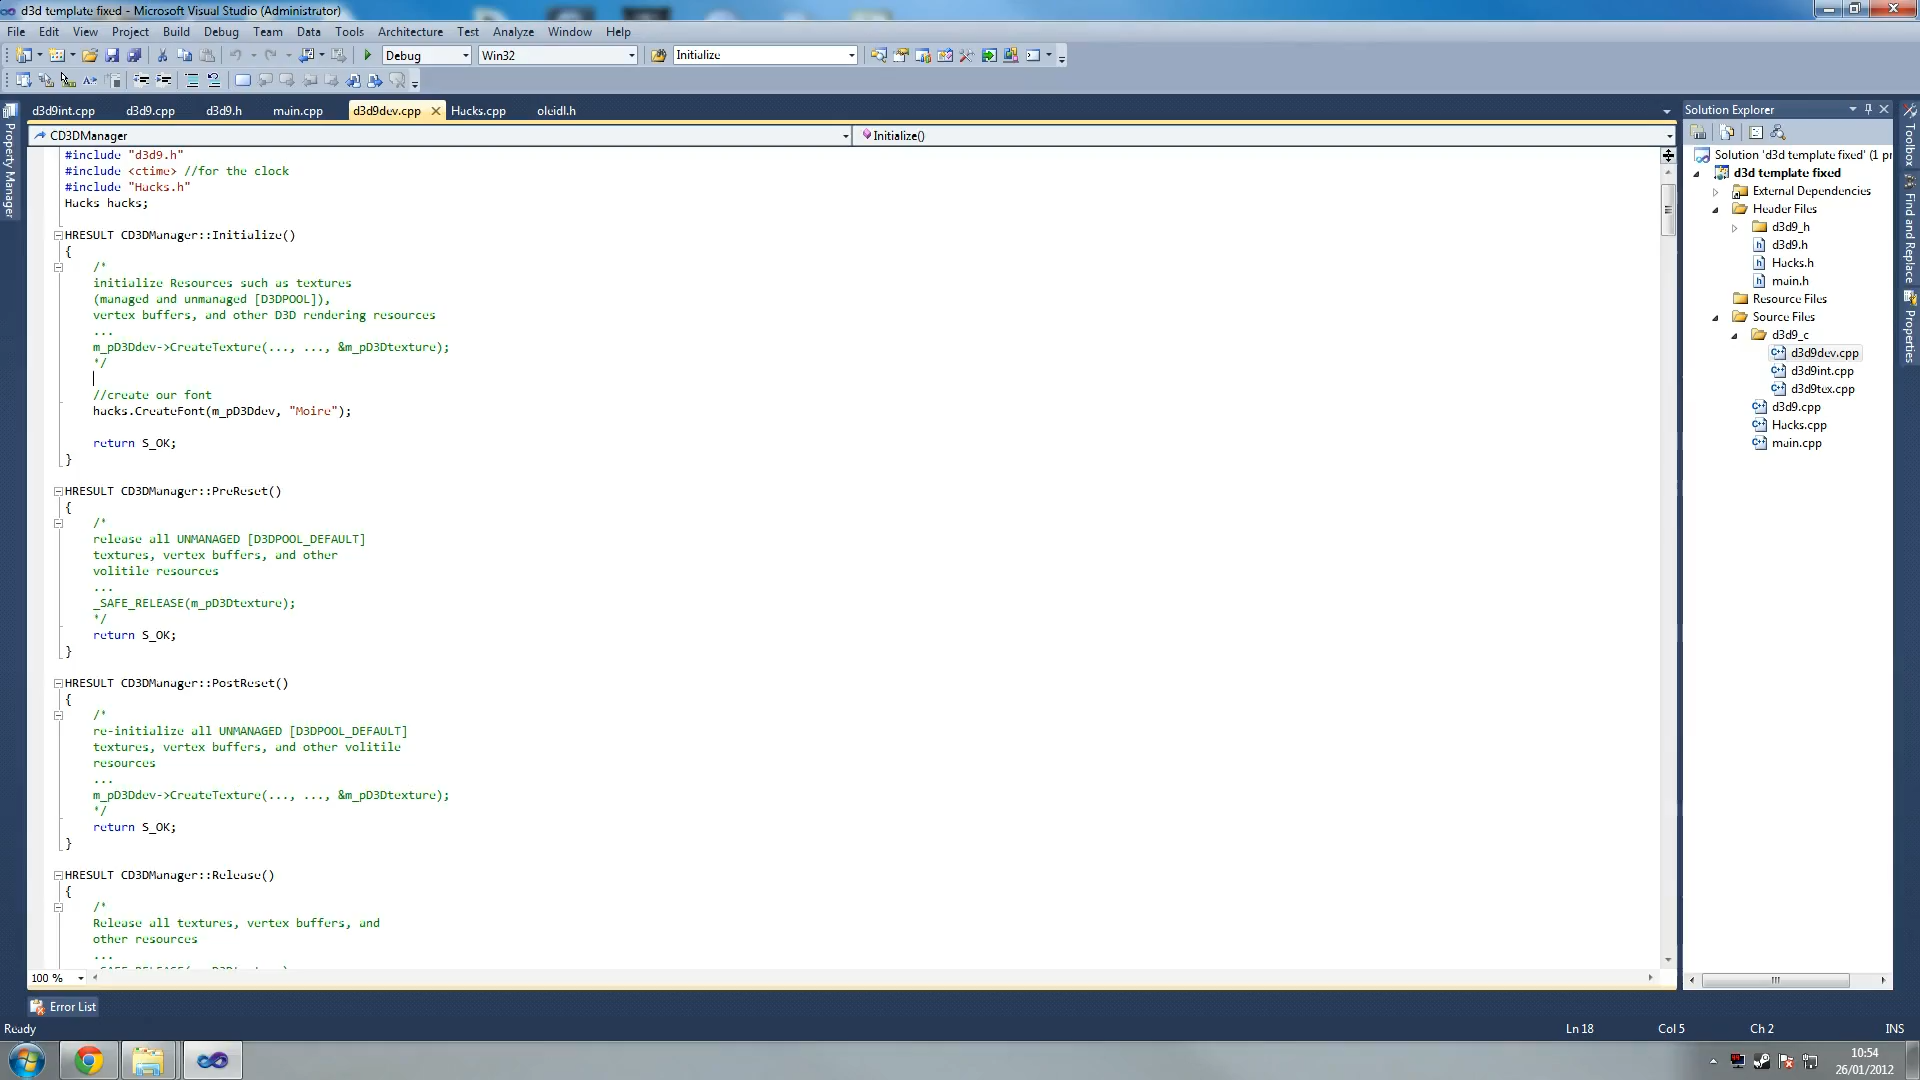 d3d template fixed - Microsoft Visual Studio (Administrator)
File Edit View Project Build Debug Team Data Tools Architecture Test Analyze Window Help
Debug Win32 Initialize
d3d9int.cpp d3d9.cpp d3d9.h main.cpp d3d9dev.cpp Hacks.cpp oleidl.h
CD3DManager Initialize()
#include "d3d9.h"
#include <ctime> //for the clock
#include "Hacks.h"
Hacks hacks;
HRESULT CD3DManager::Initialize()
{
/*
initialize Resources such as textures
(managed and unmanaged [D3DPOOL]),
vertex buffers, and other D3D rendering resources
...
m_pD3Ddev->CreateTexture(..., ..., &m_pD3Dtexture);
*/
//create our font
hacks.CreateFont(m_pD3Ddev, "Moire");
return S_OK;
}
HRESULT CD3DManager::PreReset()
{
/*
release all UNMANAGED [D3DPOOL_DEFAULT]
textures, vertex buffers, and other
volitile resources
...
_SAFE_RELEASE(m_pD3Dtexture);
*/
return S_OK;
}
HRESULT CD3DManager::PostReset()
{
/*
re-initialize all UNMANAGED [D3DPOOL_DEFAULT]
textures, vertex buffers, and other volitile
resources
...
m_pD3Ddev->CreateTexture(..., ..., &m_pD3Dtexture);
*/
return S_OK;
}
HRESULT CD3DManager::Release()
{
/*
Release all textures, vertex buffers, and
other resources
...
100 %
Property Manager
Solution Explorer
Solution 'd3d template fixed' (1 pr
d3d template fixed
External Dependencies
Header Files
d3d9_h
d3d9.h
Hacks.h
main.h
Resource Files
Source Files
d3d9_c
d3d9dev.cpp
d3d9int.cpp
d3d9tex.cpp
d3d9.cpp
Hacks.cpp
main.cpp
Toolbox
Find and Replace
Properties
Error List
Ready Ln 18 Col 5 Ch 2 INS
10:54
26/01/2012